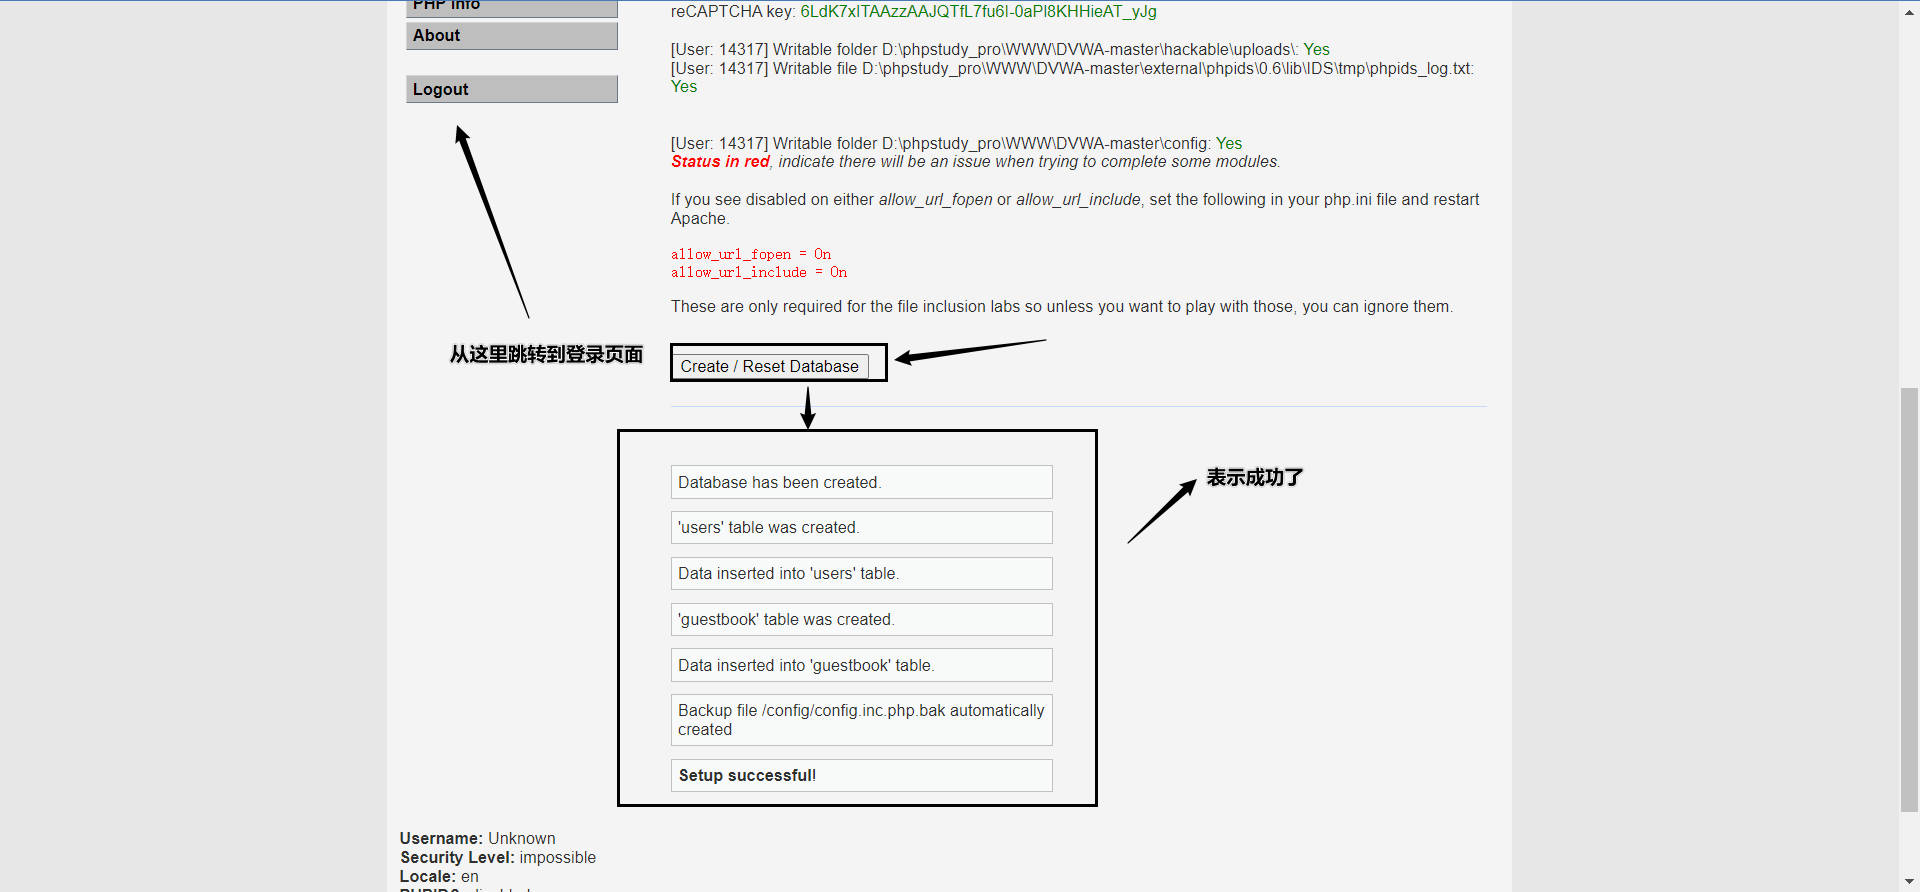 PHP Info
About
Logout
从这里跳转到登录页面
reCAPTCHA key: 6LdK7xITAAzzAAJQTfL7fu6I-0aPl8KHHieAT_yJg
[User: 14317] Writable folder D:\phpstudy_pro\WWW\DVWA-master\hackable\uploads\: Yes
[User: 14317] Writable file D:\phpstudy_pro\WWW\DVWA-master\external\phpids\0.6\lib\IDS\tmp\phpids_log.txt:
Yes
[User: 14317] Writable folder D:\phpstudy_pro\WWW\DVWA-master\config: Yes
Status in red, indicate there will be an issue when trying to complete some modules.
If you see disabled on either allow_url_fopen or allow_url_include, set the following in your php.ini file and restart
Apache.
allow_url_fopen = On
allow_url_include = On
These are only required for the file inclusion labs so unless you want to play with those, you can ignore them.
Create / Reset Database
Database has been created.
'users' table was created.
Data inserted into 'users' table.
'guestbook' table was created.
Data inserted into 'guestbook' table.
Backup file /config/config.inc.php.bak automatically
created
Setup successful!
表示成功了
Username: Unknown
Security Level: impossible
Locale: en